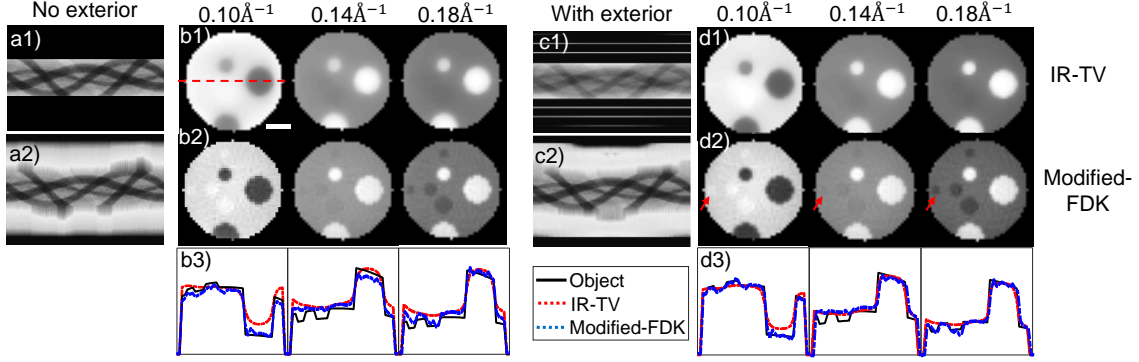 No exterior
0.10Å⁻¹ 0.14Å⁻¹ 0.18Å⁻¹
With exterior
0.10Å⁻¹ 0.14Å⁻¹ 0.18Å⁻¹
a1)
b1)
c1)
d1)
IR-TV
a2)
b2)
c2)
d2)
Modified-
FDK
b3)
Object
IR-TV
Modified-FDK
d3)